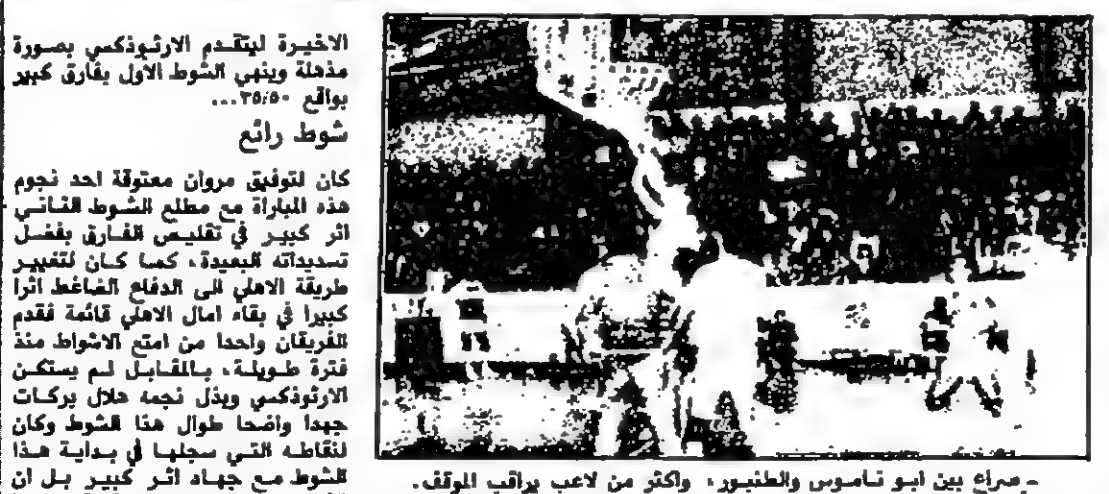 الاخيرة ليتقدم الارثوذكسي بصورة
مذهلة وينهي الشوط الاول بفارق كبير
بواقع ٣٥/٥٠...
شوط رائع
كان لتوفيق مروان معتوقة احد نجوم
هذه المباراة مع مطلع الشوط الثاني
اثر كبير في تقليص الفارق بفضل
تسديداته البعيدة، كما كان لتغيير
طريقة الاهلي الى الدفاع الضاغط اثرا
كبيرا في بقاء امال الاهلي قائمة فقدم
الفريقان واحدا من امتع الاشواط منذ
فترة طويلة، بالمقابل لم يستكن
الارثوذكسي وبذل نجمه هلال بركات
جهدا واضحا طوال هذا الشوط وكان
لنقاطه التي سجلها في بداية هذا
الشوط مع جهاد اثر كبير بل ان
ـ صراع بين ابو تاموس والطنبور، واكثر من لاعب يراقب الموقف.